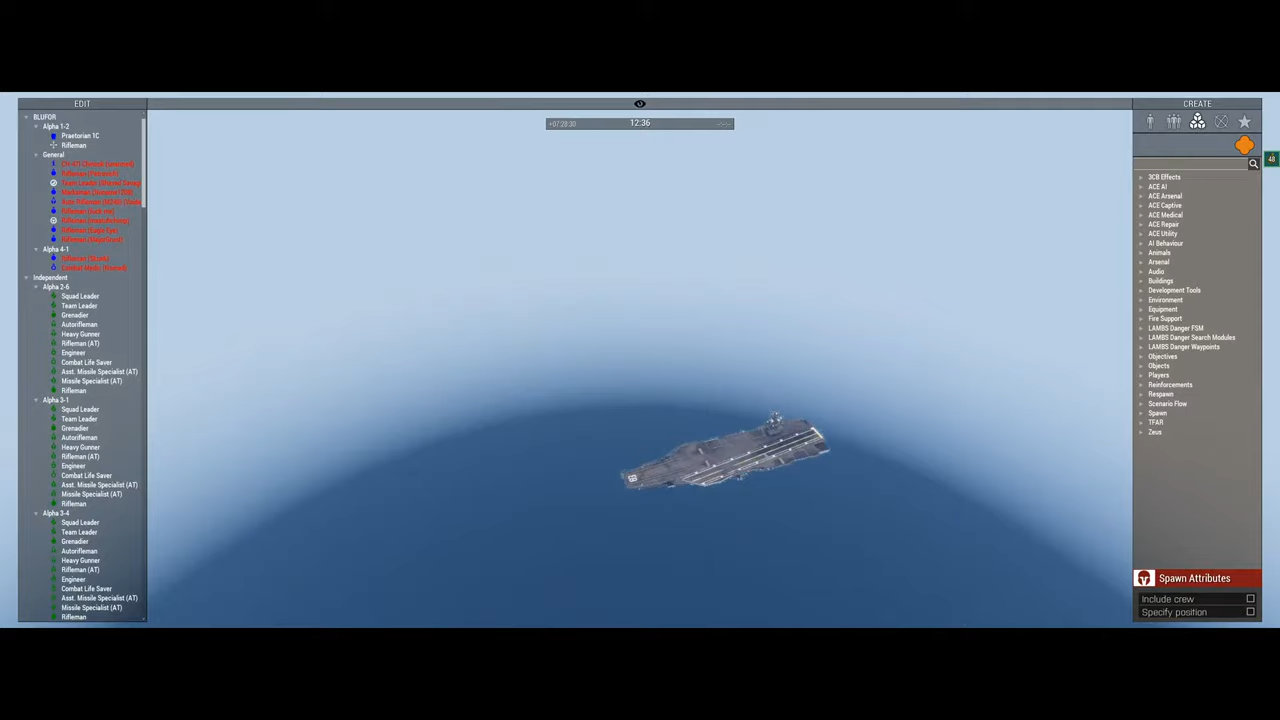 EDIT
CREATE
+07:28:30
12:36
48
BLUFOR
Alpha 1-2
Praetorian 1C
Rifleman
General
Alpha 4-1
Independent
Alpha 2-6
Squad Leader
Team Leader
Grenadier
Autorifleman
Heavy Gunner
Rifleman (AT)
Engineer
Combat Life Saver
Asst. Missile Specialist (AT)
Missile Specialist (AT)
Rifleman
Alpha 3-1
Squad Leader
Team Leader
Grenadier
Autorifleman
Heavy Gunner
Rifleman (AT)
Engineer
Combat Life Saver
Asst. Missile Specialist (AT)
Missile Specialist (AT)
Rifleman
Alpha 3-4
Squad Leader
Team Leader
Grenadier
Autorifleman
Heavy Gunner
Rifleman (AT)
Engineer
Combat Life Saver
Asst. Missile Specialist (AT)
Missile Specialist (AT)
Rifleman
3CB Effects
ACE AI
ACE Arsenal
ACE Captive
ACE Medical
ACE Repair
ACE Utility
AI Behaviour
Animals
Arsenal
Audio
Buildings
Development Tools
Environment
Equipment
Fire Support
LAMBS Danger FSM
LAMBS Danger Search Modules
LAMBS Danger Waypoints
Objectives
Objects
Players
Reinforcements
Respawn
Scenario Flow
Spawn
TFAR
Zeus
Spawn Attributes
Include crew
Specify position